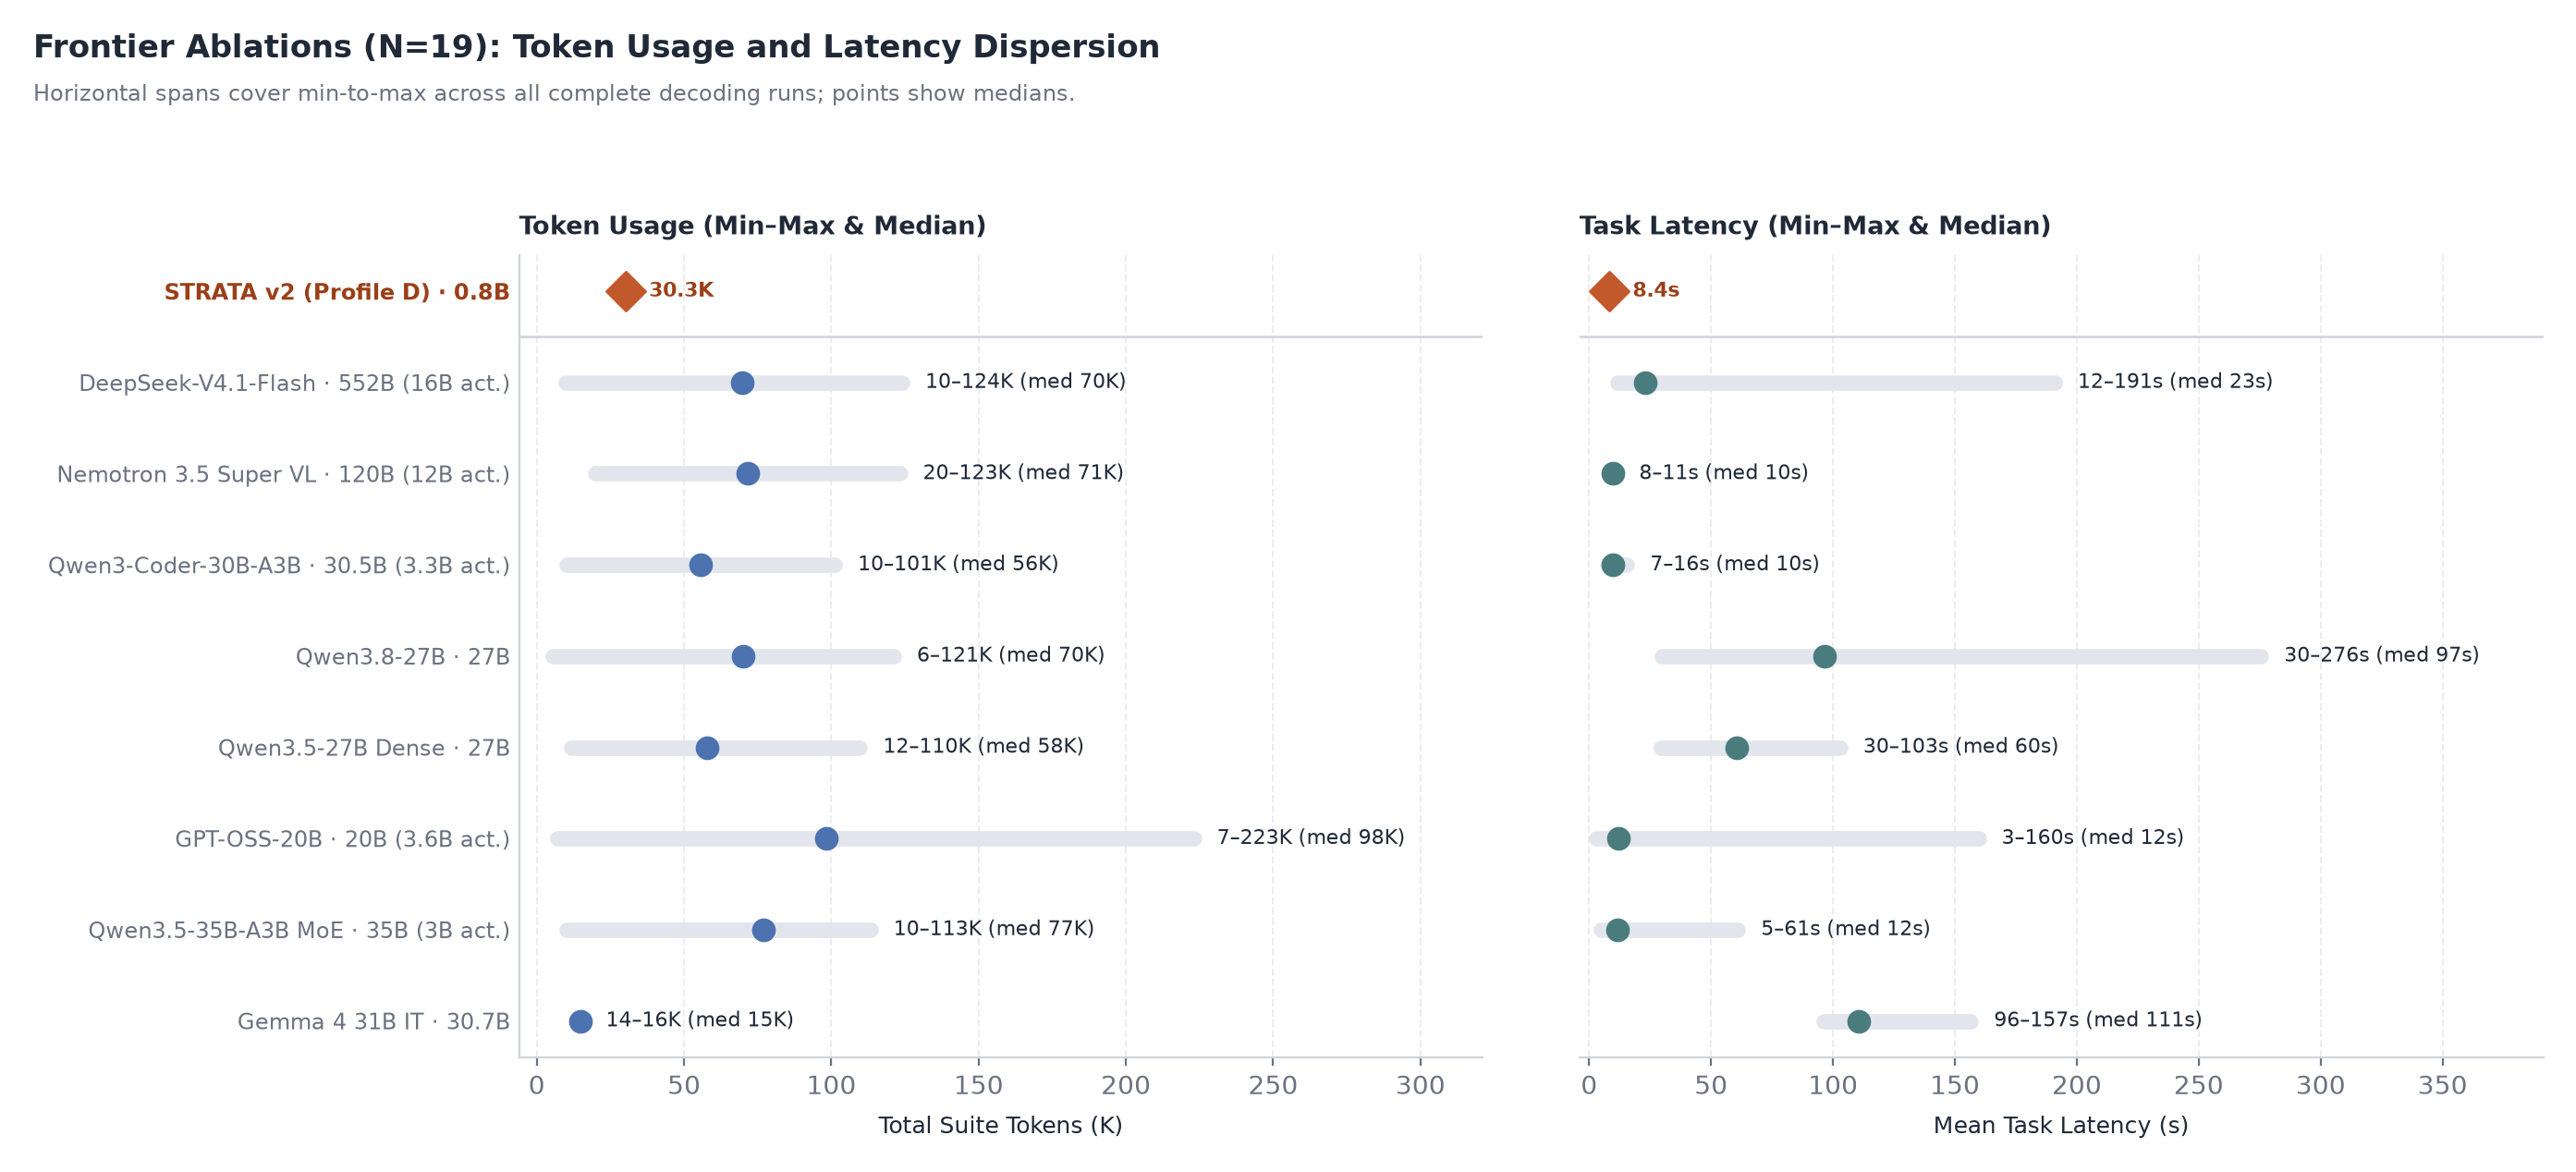 Frontier Ablations (N=19): Token Usage and Latency Dispersion
Horizontal spans cover min-to-max across all complete decoding runs; points show medians.
Token Usage (Min–Max & Median)
STRATA v2 (Profile D) · 0.8B
30.3K
DeepSeek-V4.1-Flash · 552B (16B act.)
10–124K (med 70K)
Nemotron 3.5 Super VL · 120B (12B act.)
20–123K (med 71K)
Qwen3-Coder-30B-A3B · 30.5B (3.3B act.)
10–101K (med 56K)
Qwen3.8-27B · 27B
6–121K (med 70K)
Qwen3.5-27B Dense · 27B
12–110K (med 58K)
GPT-OSS-20B · 20B (3.6B act.)
7–223K (med 98K)
Qwen3.5-35B-A3B MoE · 35B (3B act.)
10–113K (med 77K)
Gemma 4 31B IT · 30.7B
14–16K (med 15K)
0 50 100 150 200 250 300
Total Suite Tokens (K)
Task Latency (Min–Max & Median)
8.4s
12–191s (med 23s)
8–11s (med 10s)
7–16s (med 10s)
30–276s (med 97s)
30–103s (med 60s)
3–160s (med 12s)
5–61s (med 12s)
96–157s (med 111s)
0 50 100 150 200 250 300 350
Mean Task Latency (s)